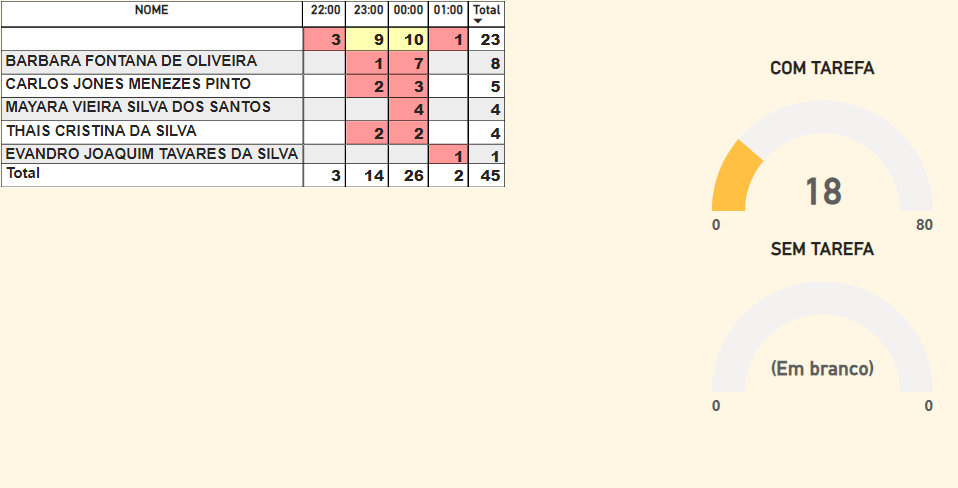 NOME 22:00 23:00 00:00 01:00 Total
3 9 10 1 23
BARBARA FONTANA DE OLIVEIRA 1 7 8
CARLOS JONES MENEZES PINTO 2 3 5
MAYARA VIEIRA SILVA DOS SANTOS 4 4
THAIS CRISTINA DA SILVA 2 2 4
EVANDRO JOAQUIM TAVARES DA SILVA 1 1
Total 3 14 26 2 45
COM TAREFA
18
0 80
SEM TAREFA
(Em branco)
0 0